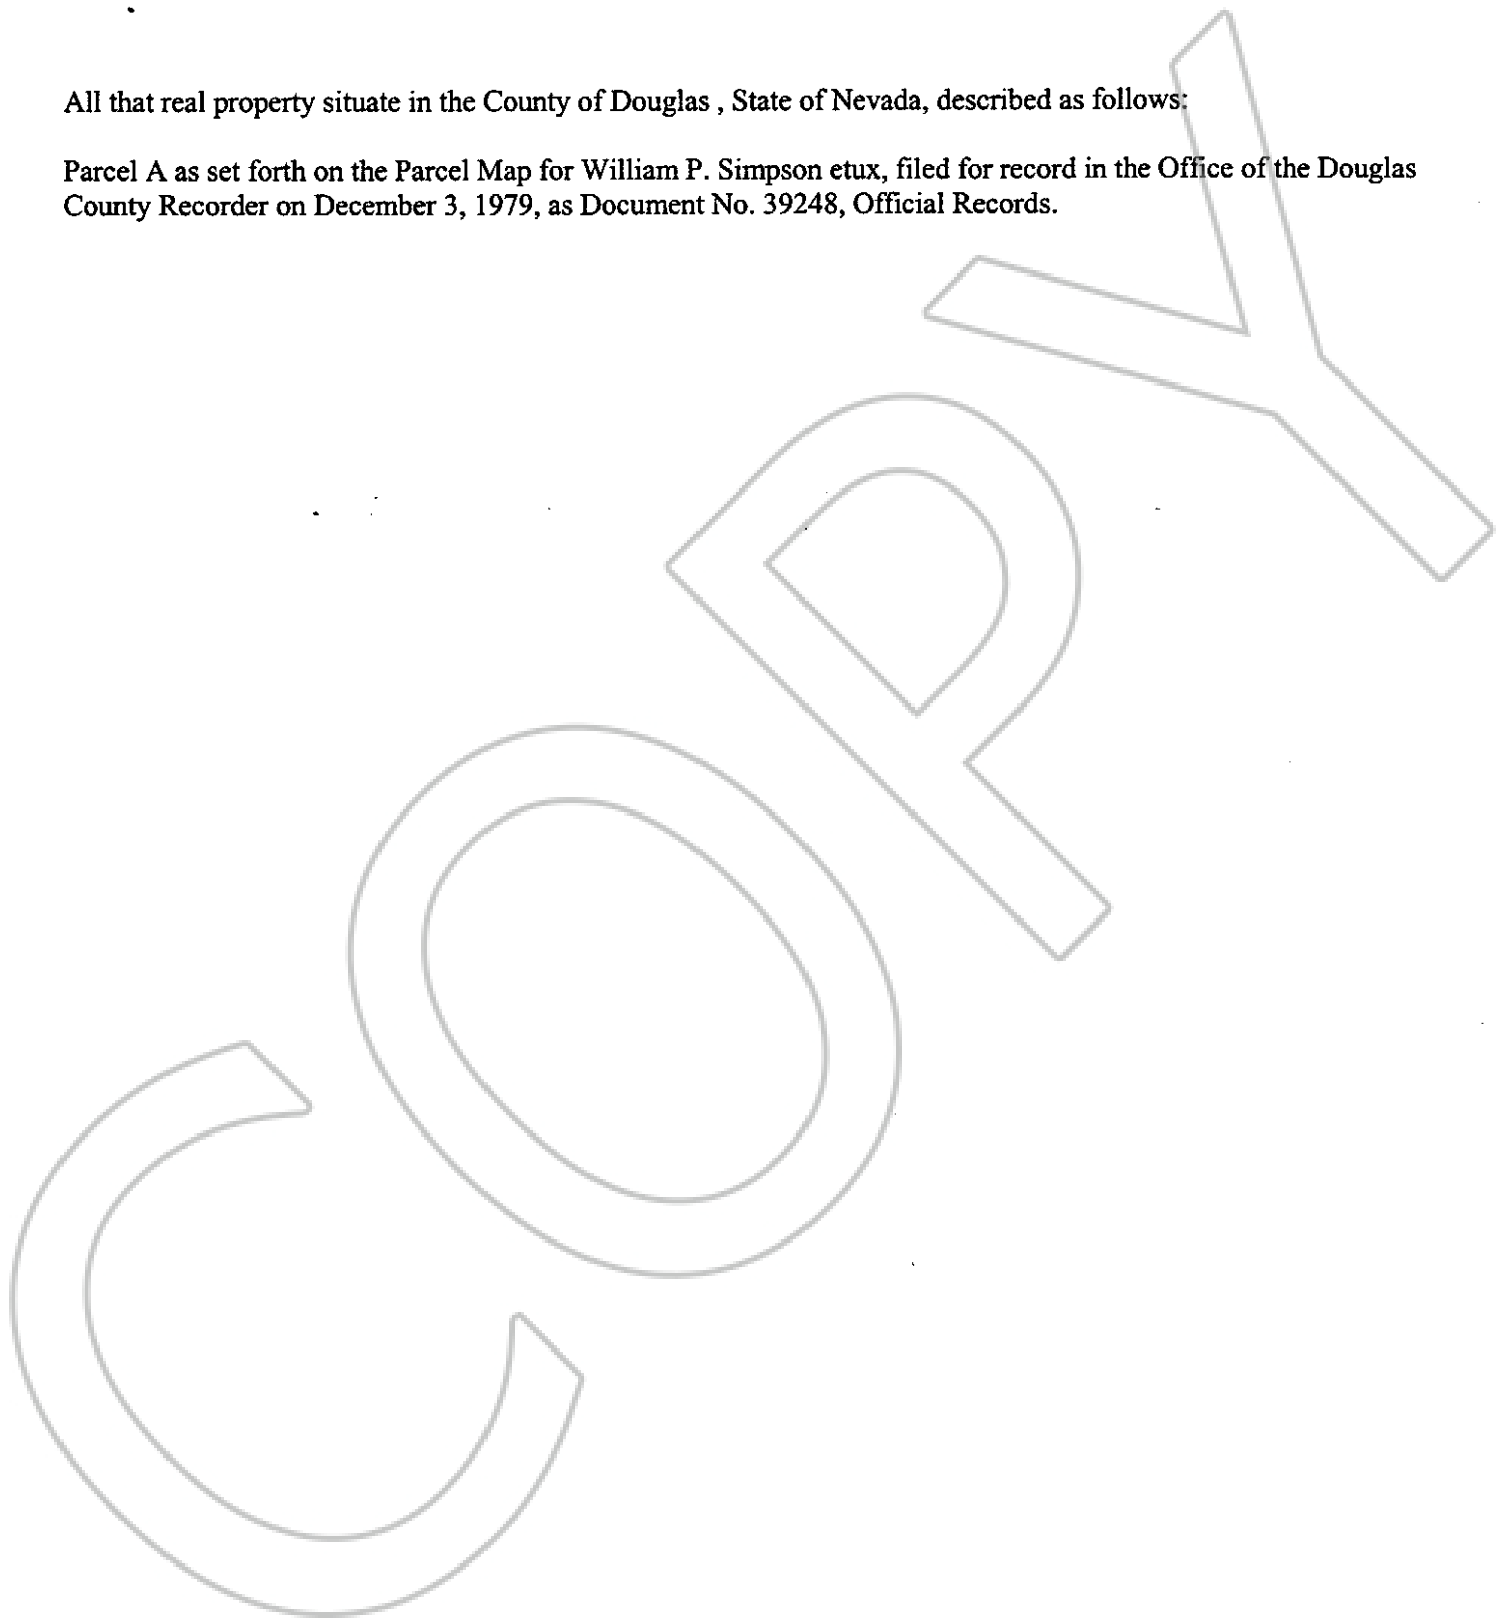 All that real property situate in the County of Douglas , State of Nevada, described as follows:
Parcel A as set forth on the Parcel Map for William P. Simpson etux, filed for record in the Office of the Douglas
County Recorder on December 3, 1979, as Document No. 39248, Official Records.
COPY